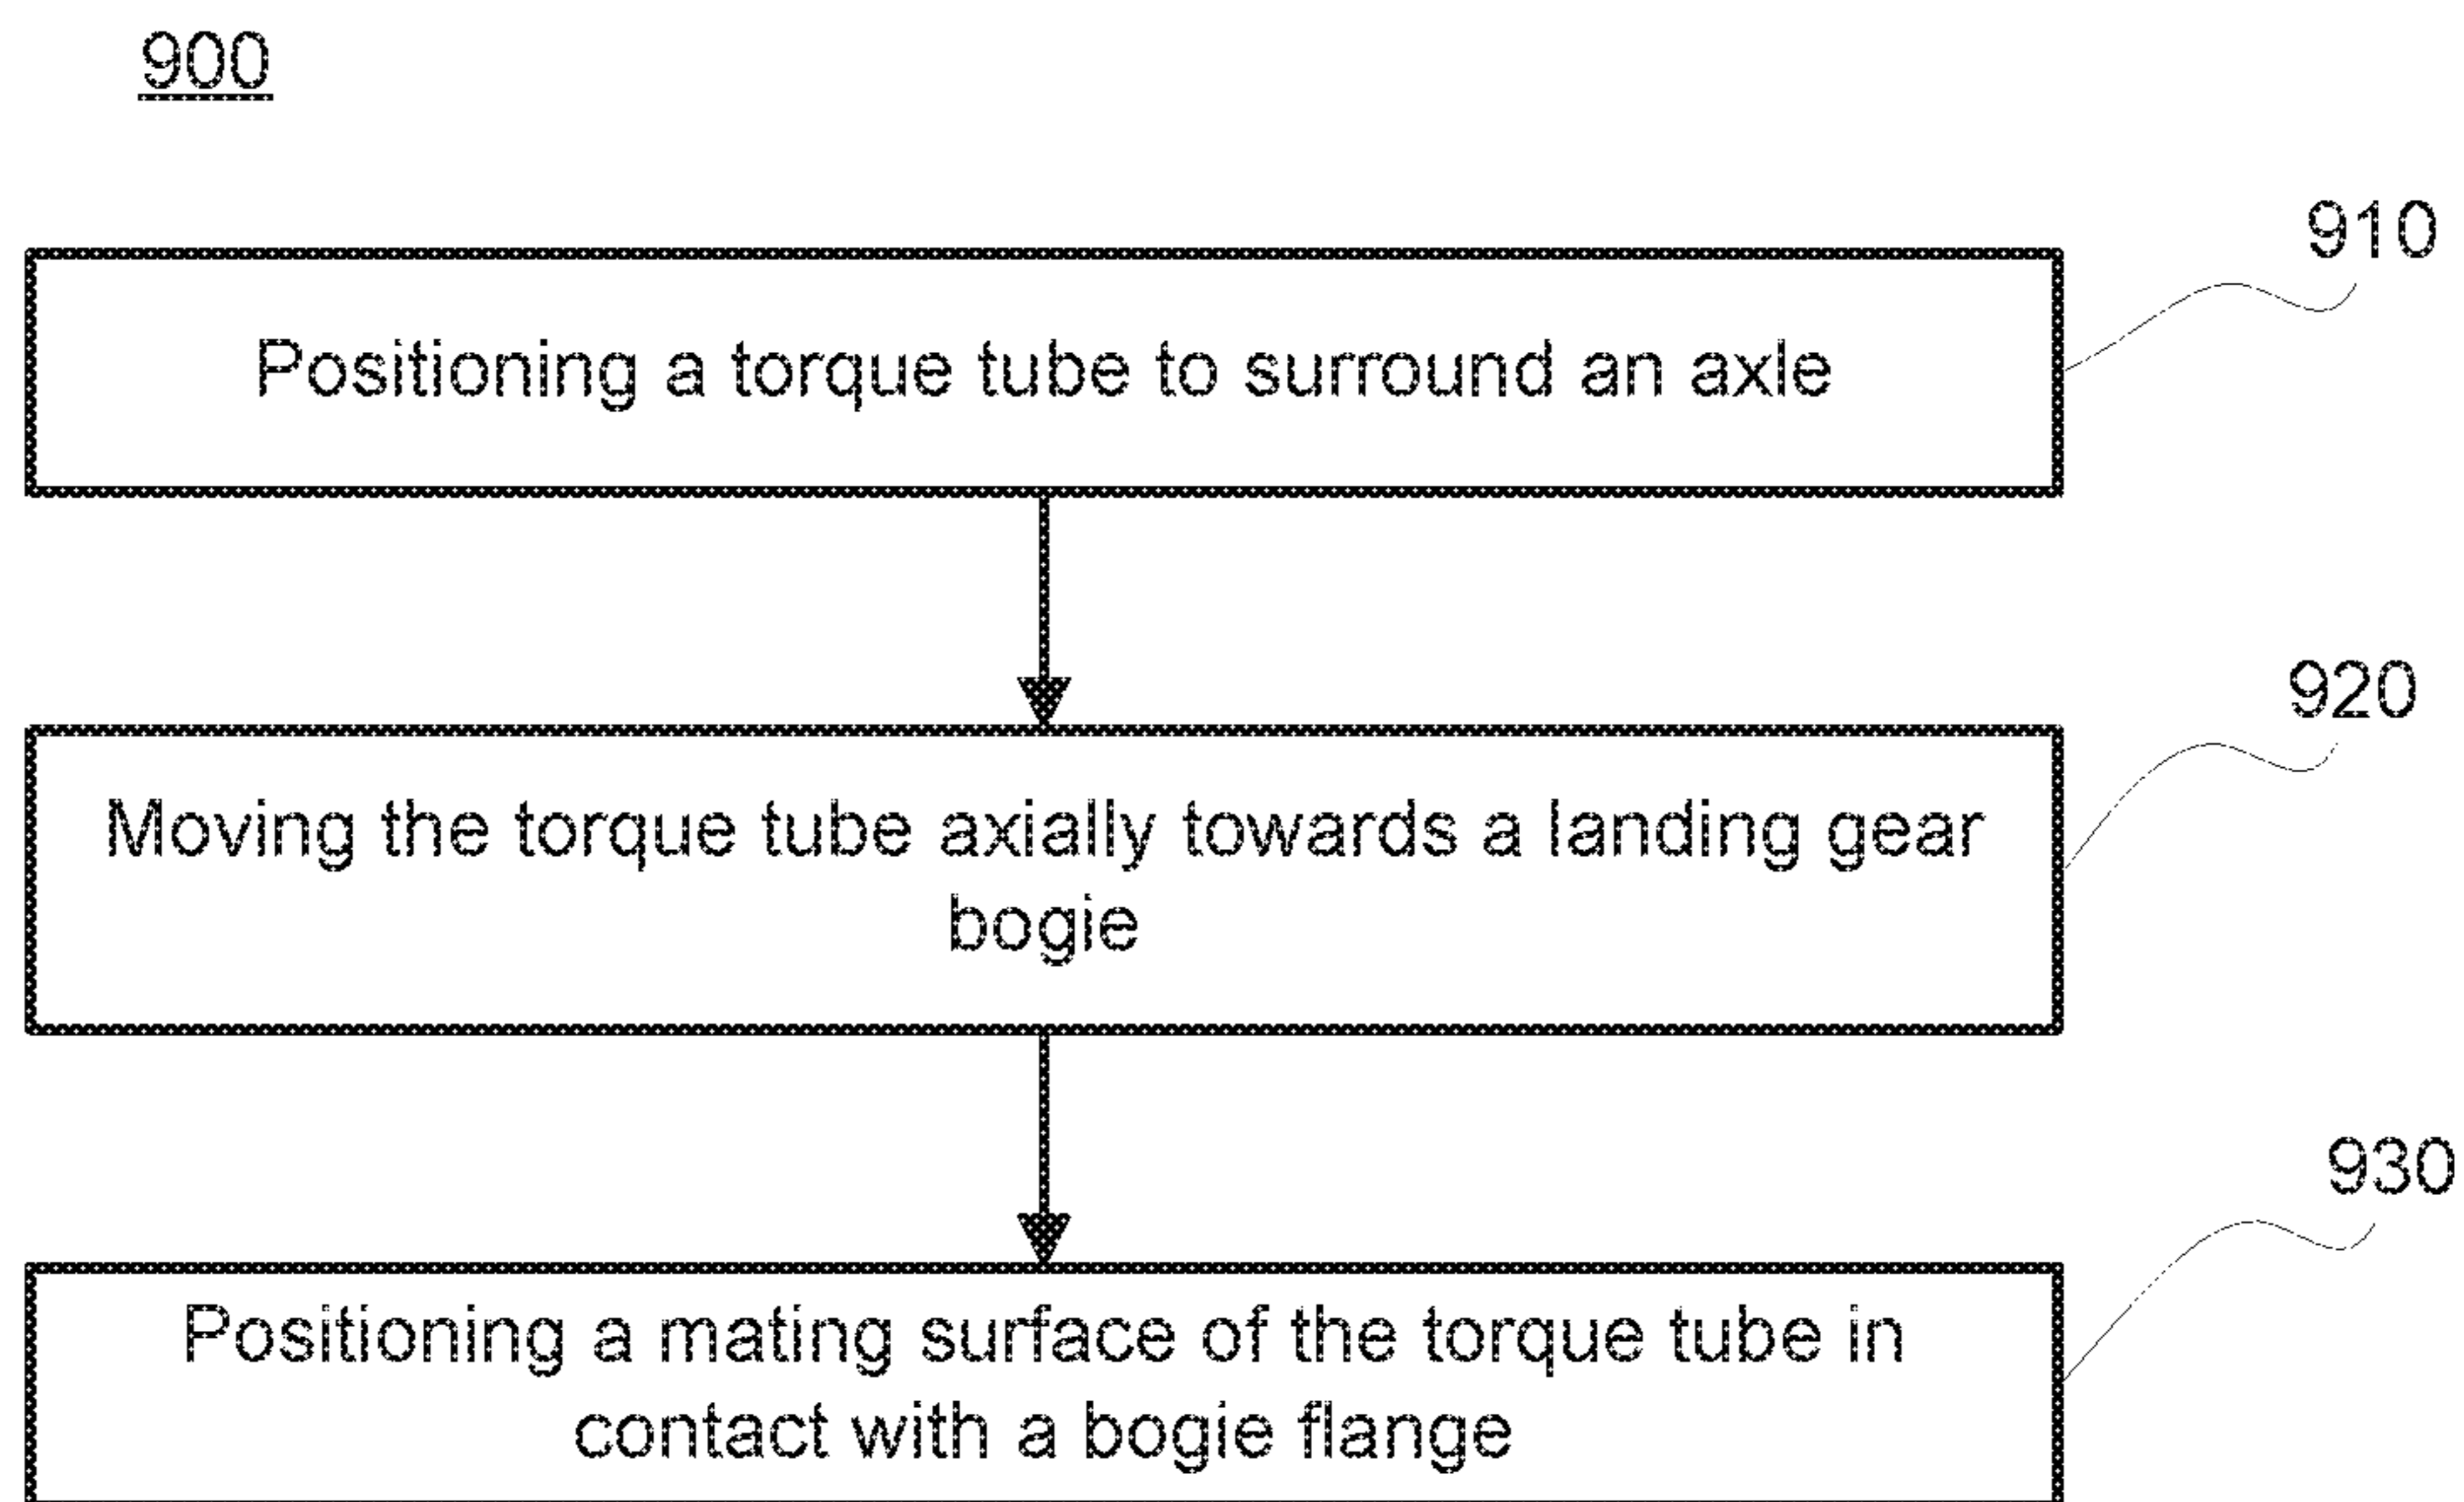 900
910
Positioning a torque tube to surround an axle
920
Moving the torque tube axially towards a landing gear
bogie
930
Positioning a mating surface of the torque tube in
contact with a bogie flange